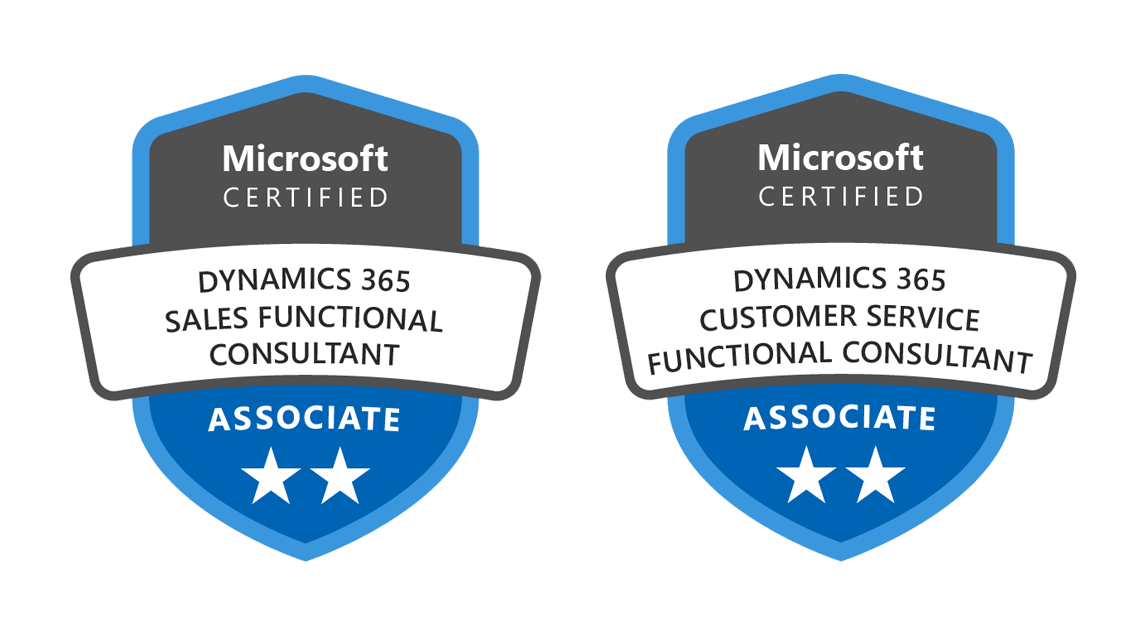 Microsoft
CERTIFIED
DYNAMICS 365
SALES FUNCTIONAL
CONSULTANT
ASSOCIATE
Microsoft
CERTIFIED
DYNAMICS 365
CUSTOMER SERVICE
FUNCTIONAL CONSULTANT
ASSOCIATE